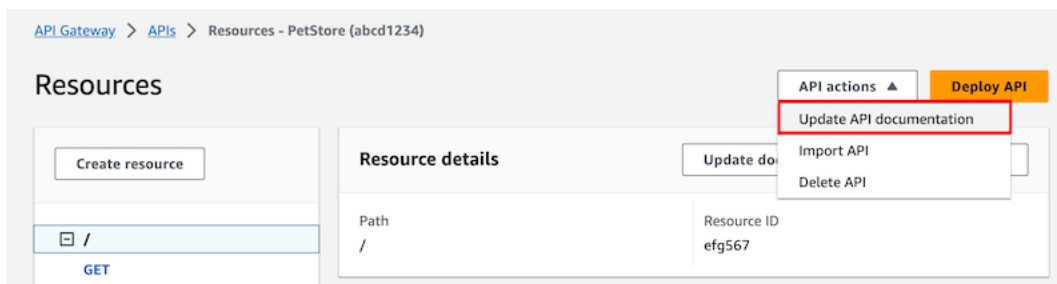 API Gateway > APIs > Resources - PetStore (abcd1234)
Resources
API actions ▲
Deploy API
Update API documentation
Import API
Delete API
Create resource
Resource details
Update
Path
/
Resource ID
efg567
/
GET